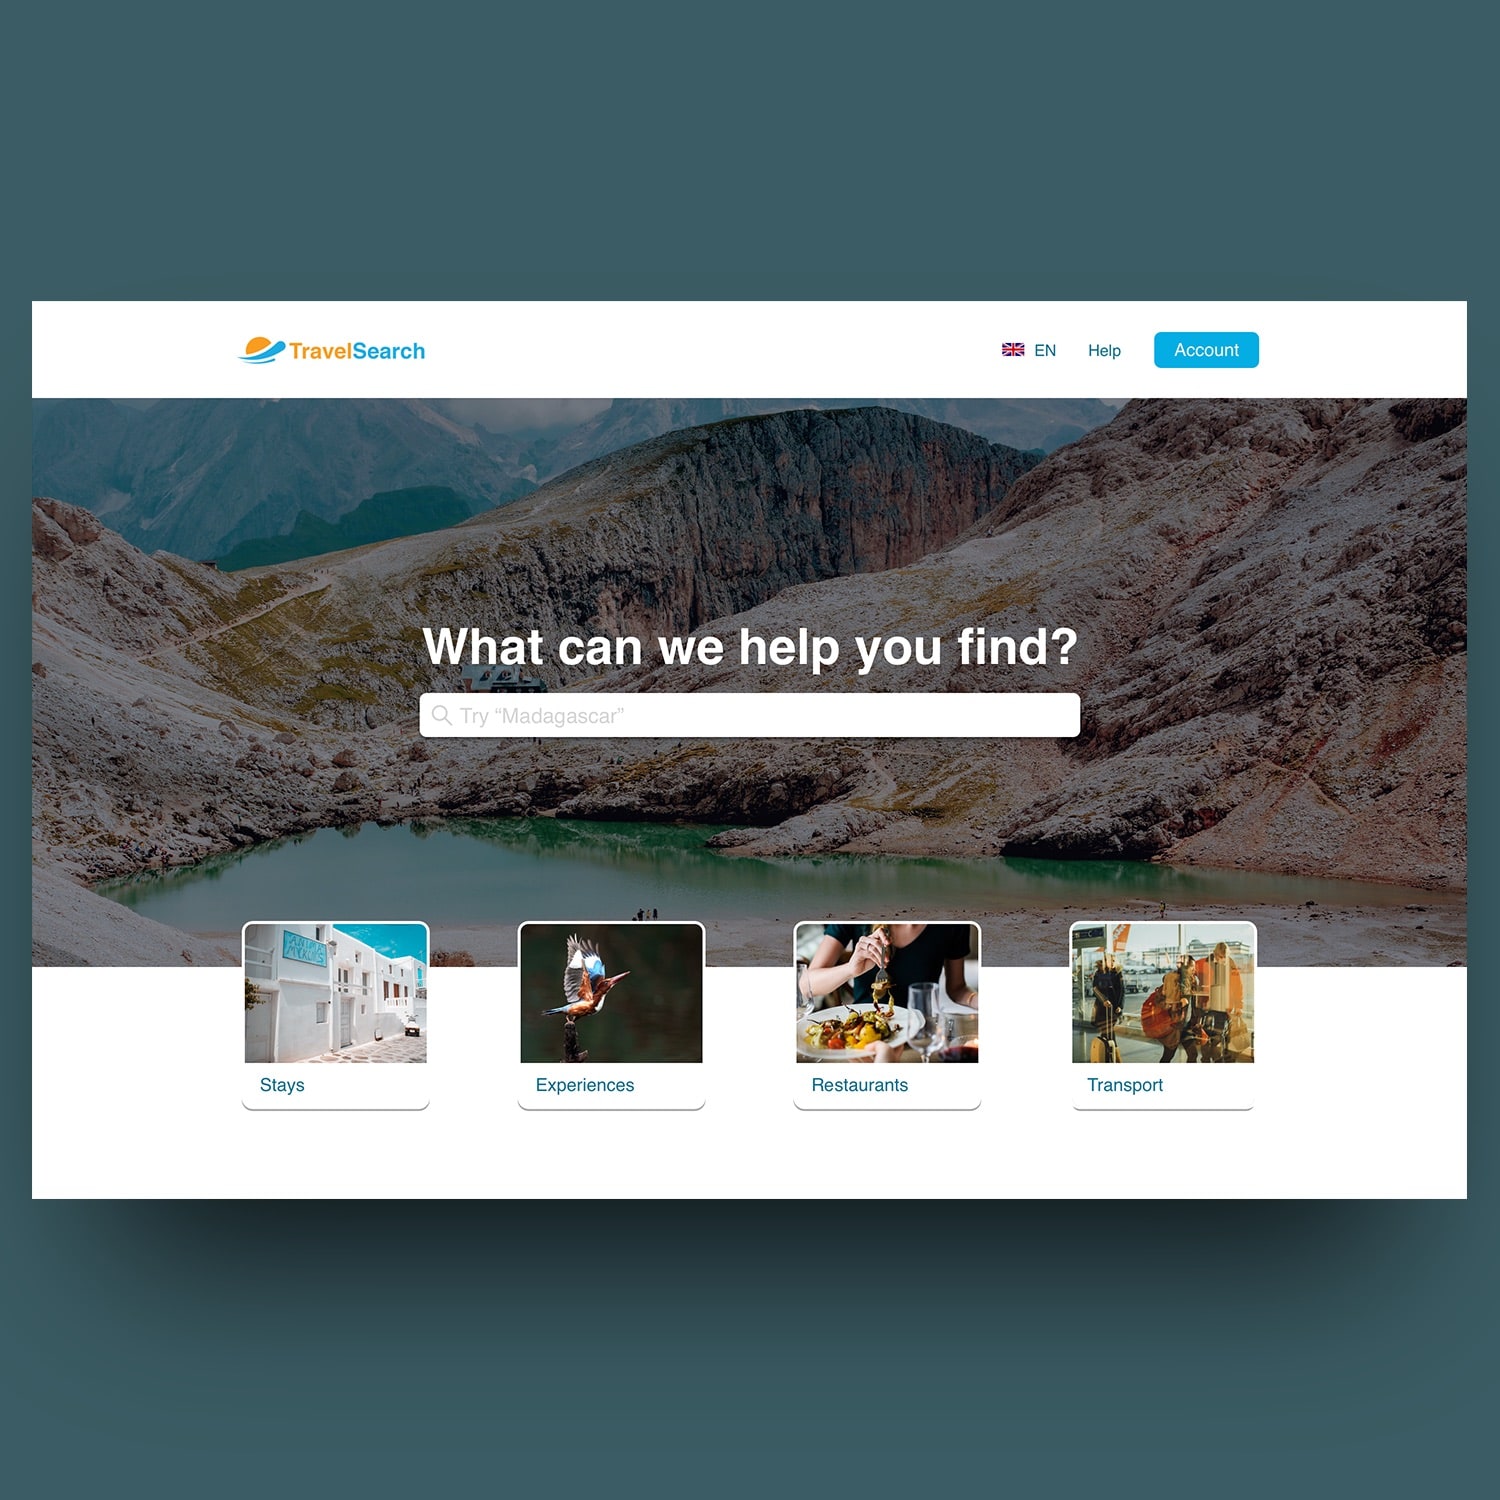 TravelSearch
EN
Help
Account
What can we help you find?
Try “Madagascar”
Stays
Experiences
Restaurants
Transport